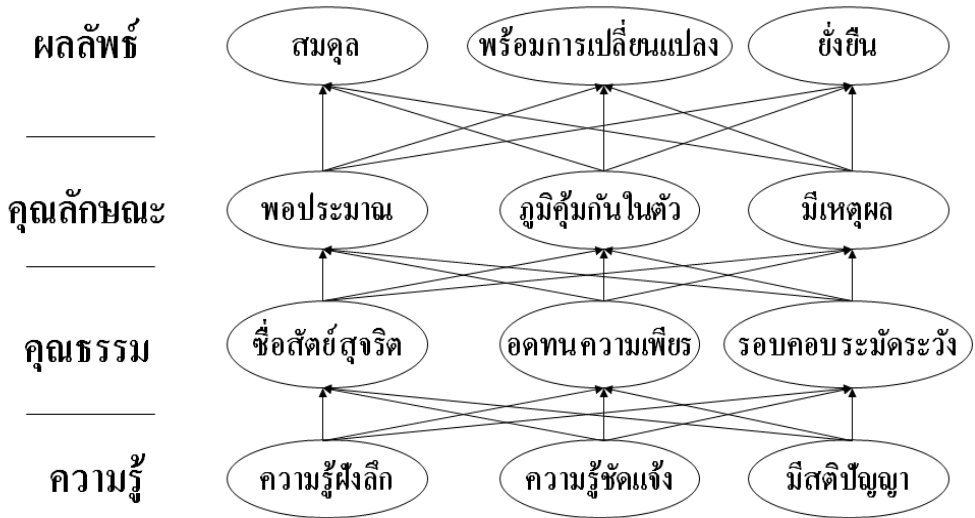 ผลลัพธ์ สมดุล พร้อมการเปลี่ยนแปลง ยั่งยืน
คุณลักษณะ พอประมาณ ภูมิคุ้มกันในตัว มีเหตุผล
คุณธรรม ซื่อสัตย์ สุจริต อดทน ความเพียร รอบคอบ ระมัดระวัง
ความรู้ ความรู้ฝังลึก ความรู้ชัดแจ้ง มีสติปัญญา